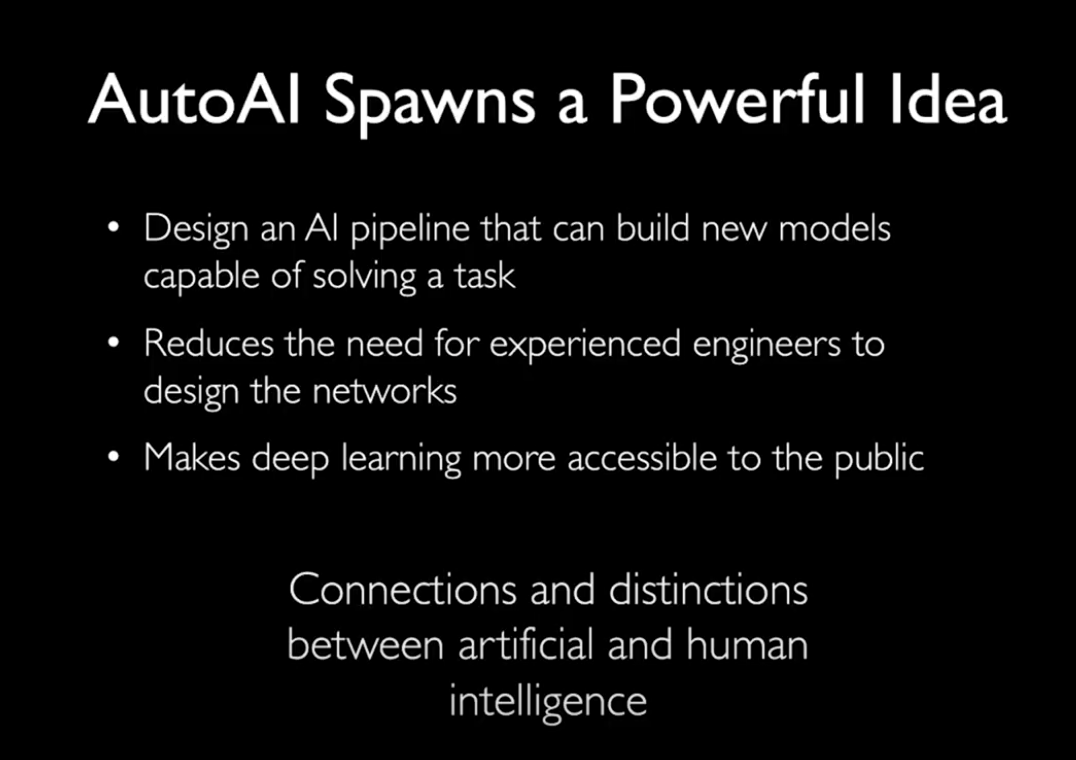 AutoAI Spawns a Powerful Idea
• Design an AI pipeline that can build new models
capable of solving a task
• Reduces the need for experienced engineers to
design the networks
• Makes deep learning more accessible to the public
Connections and distinctions
between artificial and human
intelligence